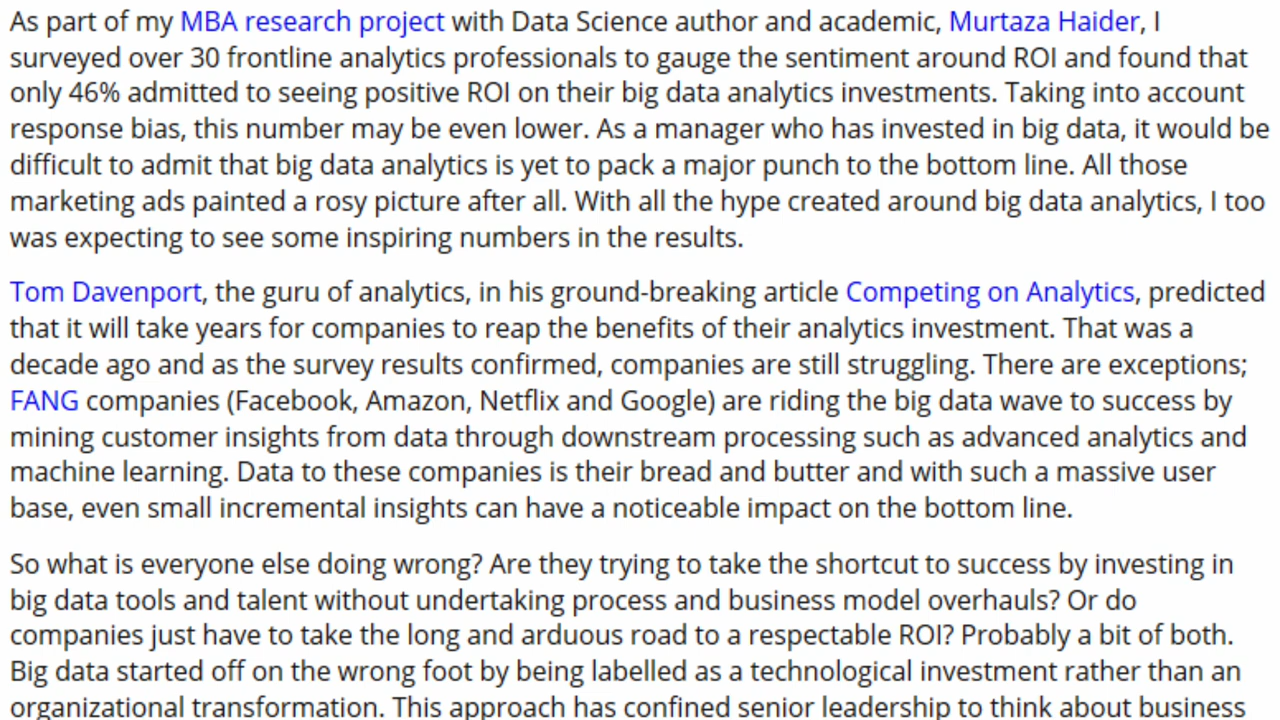 As part of my MBA research project with Data Science author and academic, Murtaza Haider, I
surveyed over 30 frontline analytics professionals to gauge the sentiment around ROI and found that
only 46% admitted to seeing positive ROI on their big data analytics investments. Taking into account
response bias, this number may be even lower. As a manager who has invested in big data, it would be
difficult to admit that big data analytics is yet to pack a major punch to the bottom line. All those
marketing ads painted a rosy picture after all. With all the hype created around big data analytics, I too
was expecting to see some inspiring numbers in the results.
Tom Davenport, the guru of analytics, in his ground-breaking article Competing on Analytics, predicted
that it will take years for companies to reap the benefits of their analytics investment. That was a
decade ago and as the survey results confirmed, companies are still struggling. There are exceptions;
FANG companies (Facebook, Amazon, Netflix and Google) are riding the big data wave to success by
mining customer insights from data through downstream processing such as advanced analytics and
machine learning. Data to these companies is their bread and butter and with such a massive user
base, even small incremental insights can have a noticeable impact on the bottom line.
So what is everyone else doing wrong? Are they trying to take the shortcut to success by investing in
big data tools and talent without undertaking process and business model overhauls? Or do
companies just have to take the long and arduous road to a respectable ROI? Probably a bit of both.
Big data started off on the wrong foot by being labelled as a technological investment rather than an
organizational transformation. This approach has confined senior leadership to think about business